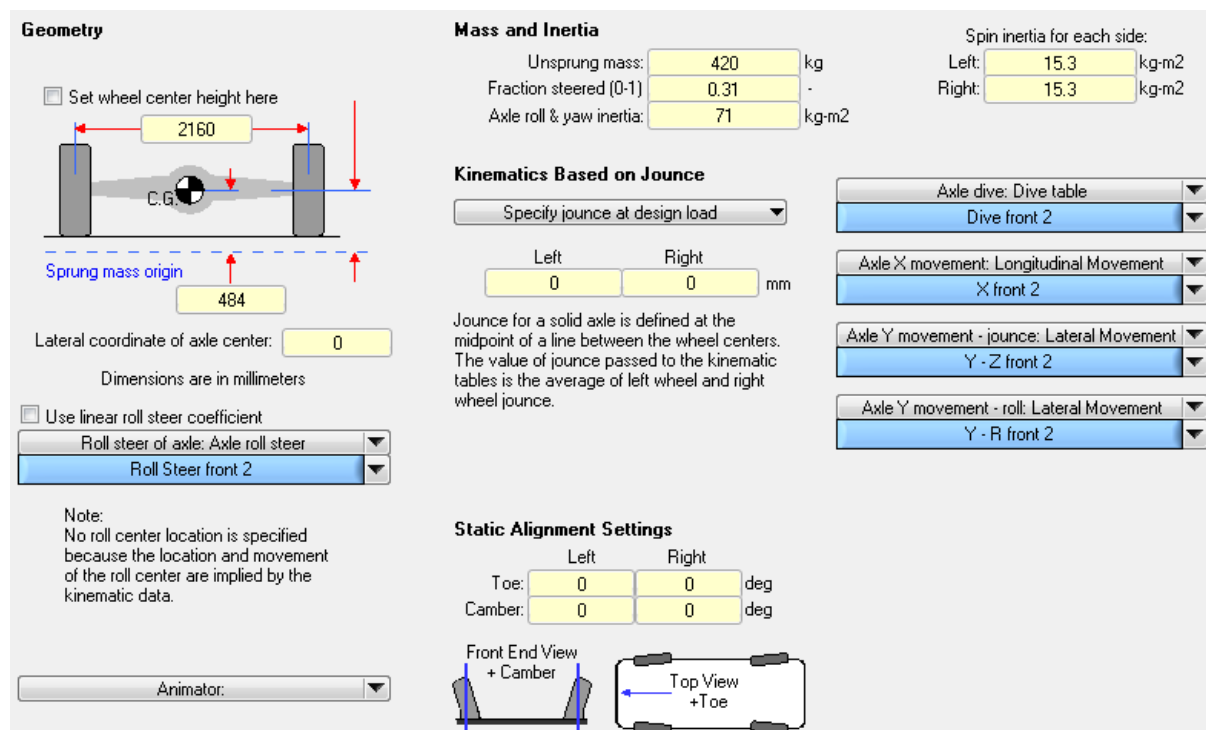 Geometry
Set wheel center height here
2160
C.G.
Sprung mass origin
484
Lateral coordinate of axle center: 0
Dimensions are in millimeters
Use linear roll steer coefficient
Roll steer of axle: Axle roll steer
Roll Steer front 2
Note:
No roll center location is specified
because the location and movement
of the roll center are implied by the
kinematic data.
Animator:
Mass and Inertia
Unsprung mass: 420 kg
Fraction steered (0-1) 0.31 -
Axle roll & yaw inertia: 71 kg-m2
Spin inertia for each side:
Left: 15.3 kg-m2
Right: 15.3 kg-m2
Kinematics Based on Jounce
Specify jounce at design load
Left Right
0 0 mm
Jounce for a solid axle is defined at the
midpoint of a line between the wheel centers.
The value of jounce passed to the kinematic
tables is the average of left wheel and right
wheel jounce.
Axle dive: Dive table
Dive front 2
Axle X movement: Longitudinal Movement
X front 2
Axle Y movement - jounce: Lateral Movement
Y - Z front 2
Axle Y movement - roll: Lateral Movement
Y - R front 2
Static Alignment Settings
Left Right
Toe: 0 0 deg
Camber: 0 0 deg
Front End View
+ Camber
Top View
+Toe